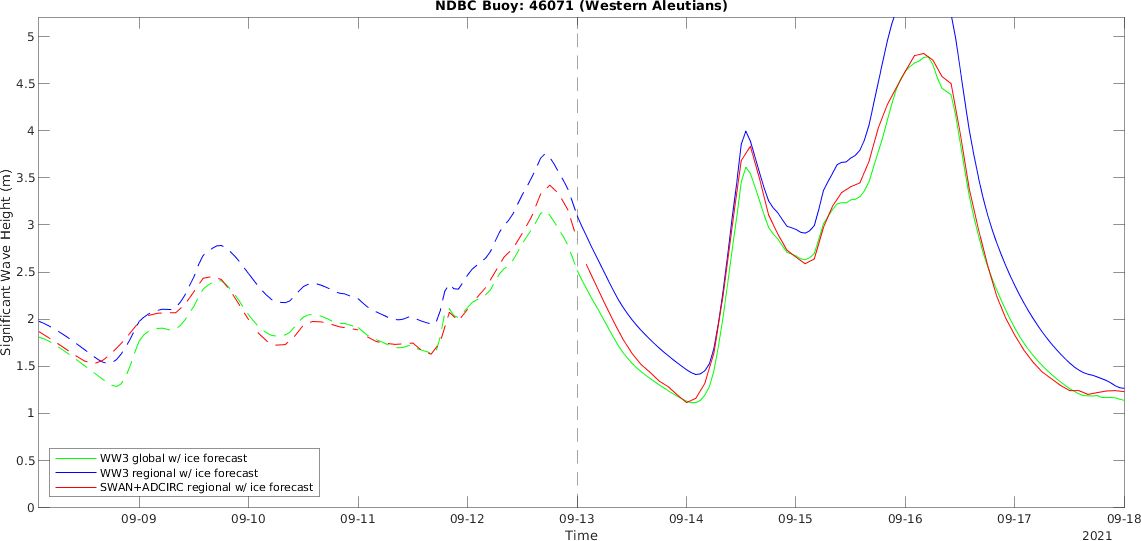 NDBC Buoy: 46071 (Western Aleutians)
5
4.5
4
3.5
3
2.5
2
1.5
1
0.5
0
Significant Wave Height (m)
WW3 global w/ ice forecast
WW3 regional w/ ice forecast
SWAN+ADCIRC regional w/ ice forecast
09-09 09-10 09-11 09-12 09-13 09-14 09-15 09-16 09-17 09-18
Time
2021